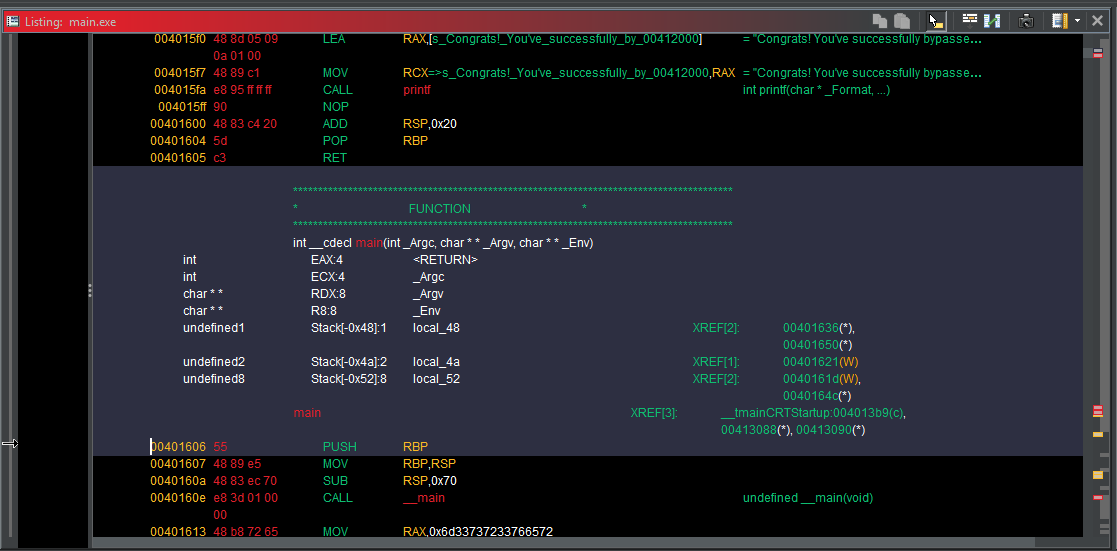 Listing: main.exe
004015f0 48 8d 05 09 LEA RAX,[s_Congrats!_You've_successfully_by_00412000] = "Congrats! You've successfully bypasse...
0a 01 00
004015f7 48 89 c1 MOV RCX=>s_Congrats!_You've_successfully_by_00412000,RAX = "Congrats! You've successfully bypasse...
004015fa e8 95 ff ff ff CALL printf int printf(char * _Format, ...)
004015ff 90 NOP
00401600 48 83 c4 20 ADD RSP,0x20
00401604 5d POP RBP
00401605 c3 RET
****************************************************************************************
* FUNCTION *
****************************************************************************************
int __cdecl main(int _Argc, char * * _Argv, char * * _Env)
int EAX:4 <RETURN>
int ECX:4 _Argc
char * * RDX:8 _Argv
char * * R8:8 _Env
undefined1 Stack[-0x48]:1 local_48 XREF[2]: 00401636(*),
00401650(*)
undefined2 Stack[-0x4a]:2 local_4a XREF[1]: 00401621(W)
undefined8 Stack[-0x52]:8 local_52 XREF[2]: 0040161d(W),
0040164c(*)
main XREF[3]: __tmainCRTStartup:004013b9(c),
00413088(*), 00413090(*)
00401606 55 PUSH RBP
00401607 48 89 e5 MOV RBP,RSP
0040160a 48 83 ec 70 SUB RSP,0x70
0040160e e8 3d 01 00 CALL __main undefined __main(void)
00
00401613 48 b8 72 65 MOV RAX,0x6d33737233766572